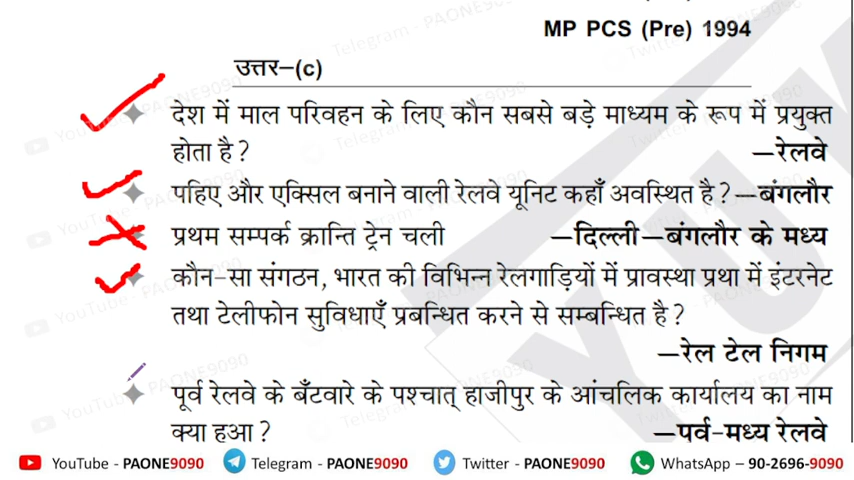 MP PCS (Pre) 1994
उत्तर–(c)
देश में माल परिवहन के लिए कौन सबसे बड़े माध्यम के रूप में प्रयुक्त
होता है? –रेलवे
पहिए और एक्सिल बनाने वाली रेलवे यूनिट कहाँ अवस्थित है? –बंगलौर
प्रथम सम्पर्क क्रान्ति ट्रेन चली –दिल्ली–बंगलौर के मध्य
कौन-सा संगठन, भारत की विभिन्न रेलगाड़ियों में प्रावस्था प्रथा में इंटरनेट
तथा टेलीफोन सुविधाएँ प्रबन्धित करने से सम्बन्धित है?
–रेल टेल निगम
पूर्व रेलवे के बँटवारे के पश्चात् हाजीपुर के आंचलिक कार्यालय का नाम
क्या हआ? –पर्व-मध्य रेलवे
YouTube - PAONE9090 Telegram - PAONE9090 Twitter - PAONE9090 WhatsApp – 90-2696-9090